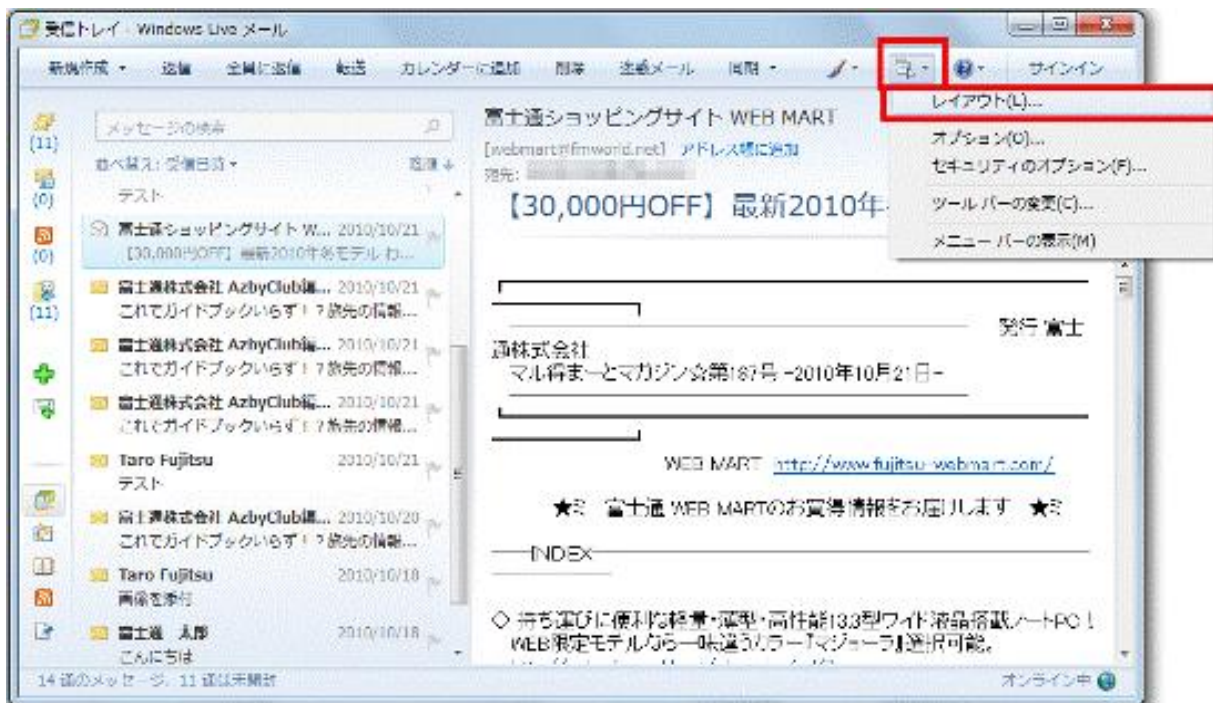 受信トレイ - Windows Live メール
新規作成 返信 全員に返信 転送 カレンダーに追加 削除 迷惑メール 同期 サインイン
レイアウト(L)...
オプション(O)...
セキュリティのオプション(F)...
ツール バーの変更(C)...
メニュー バーの表示(M)
(11)
(0)
(0)
(11)
メッセージの検索
並べ替え: 受信日時
昇順
テスト
富士通ショッピングサイト W... 2010/10/21
【30,000円OFF】最新2010年冬モデル わ...
富士通株式会社 AzbyClub編... 2010/10/21
これでガイドブックいらず!?旅先の情報...
富士通株式会社 AzbyClub編... 2010/10/21
これでガイドブックいらず!?旅先の情報...
富士通株式会社 AzbyClub編... 2010/10/21
これでガイドブックいらず!?旅先の情報...
Taro Fujitsu 2010/10/21
テスト
富士通株式会社 AzbyClub編... 2010/10/20
これでガイドブックいらず!?旅先の情報...
Taro Fujitsu 2010/10/18
画像を添付
富士通 太郎 2010/10/18
こんにちは
富士通ショッピングサイト WEB MART
[webmart@fmworld.net] アドレス帳に追加
宛先:
【30,000円OFF】最新2010年
発行 富士
通株式会社
マル得まーとマガジン☆第187号 -2010年10月21日-
WEB MART http://www.fujitsu-webmart.com/
★ミ 富士通 WEB MARTのお買得情報をお届けします ★ミ
INDEX
◇ 持ち運びに便利な軽量・薄型・高性能13.3型ワイド液晶搭載ノートPC!
WEB限定モデルなら一味違うカラー『マジョーラ』選択可能。
14 通のメッセージ、11 通は未開封
オンライン中